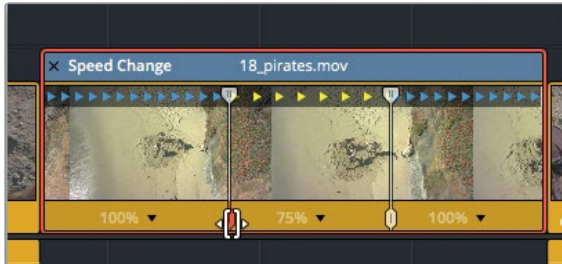 × Speed Change 18_pirates.mov
100% ▼ 75% ▼ 100% ▼